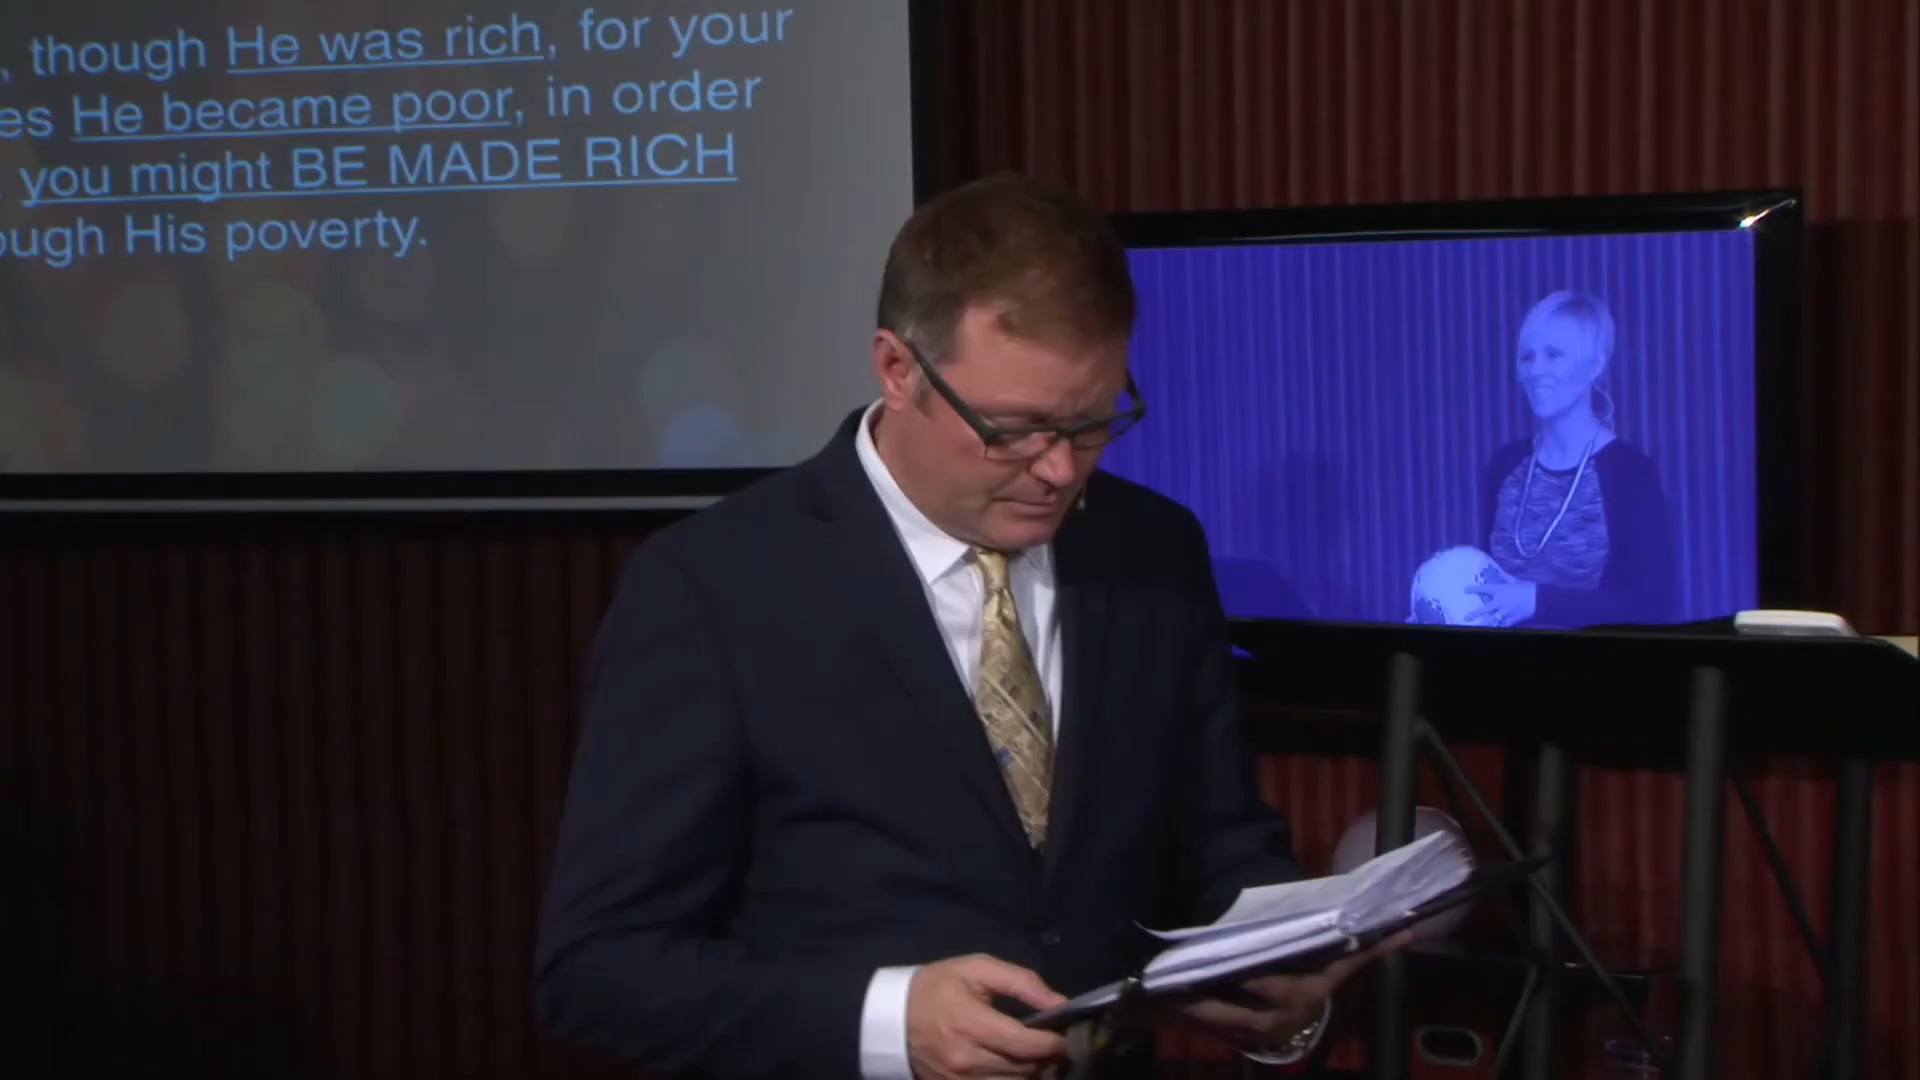 , though He was rich, for your
es He became poor, in order
you might BE MADE RICH
ough His poverty.